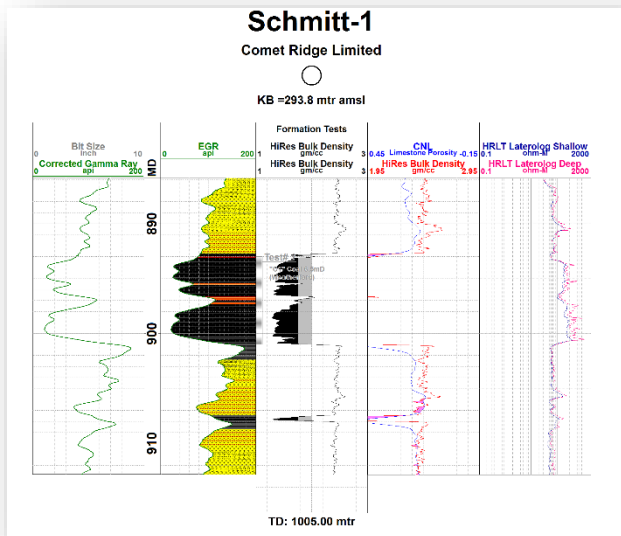 Schmitt-1
Comet Ridge Limited
KB =293.8 mtr amsl
Formation Tests
Bit Size
0 inch 10
Corrected Gamma Ray
0 api 200
MD
EGR
0 api 200
HiRes Bulk Density
1 gm/cc 3
HiRes Bulk Density
1 gm/cc 3
CNL
0.45 Limestone Porosity -0.15
HiRes Bulk Density
1.95 gm/cc 2.95
HRLT Laterolog Shallow
0.1 ohm-M 2000
HRLT Laterolog Deep
0.1 ohm-M 2000
890
Test#
900
910
TD: 1005.00 mtr